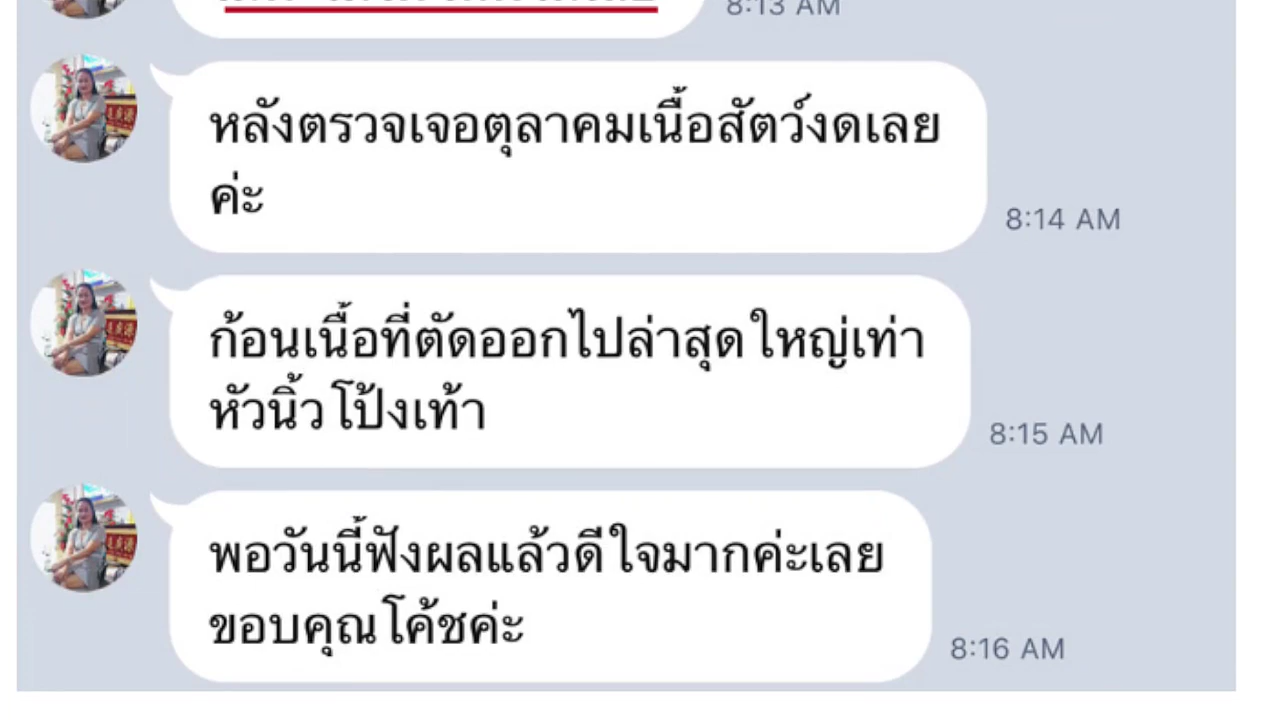 8:13 AM
หลังตรวจเจอตุลาคมเนื้อสัตว์งดเลย
ค่ะ
8:14 AM
ก้อนเนื้อที่ตัดออกไปล่าสุดใหญ่เท่า
หัวนิ้วโป้งเท้า
8:15 AM
พอวันนี้ฟังผลแล้วดีใจมากค่ะเลย
ขอบคุณโค้ชค่ะ
8:16 AM